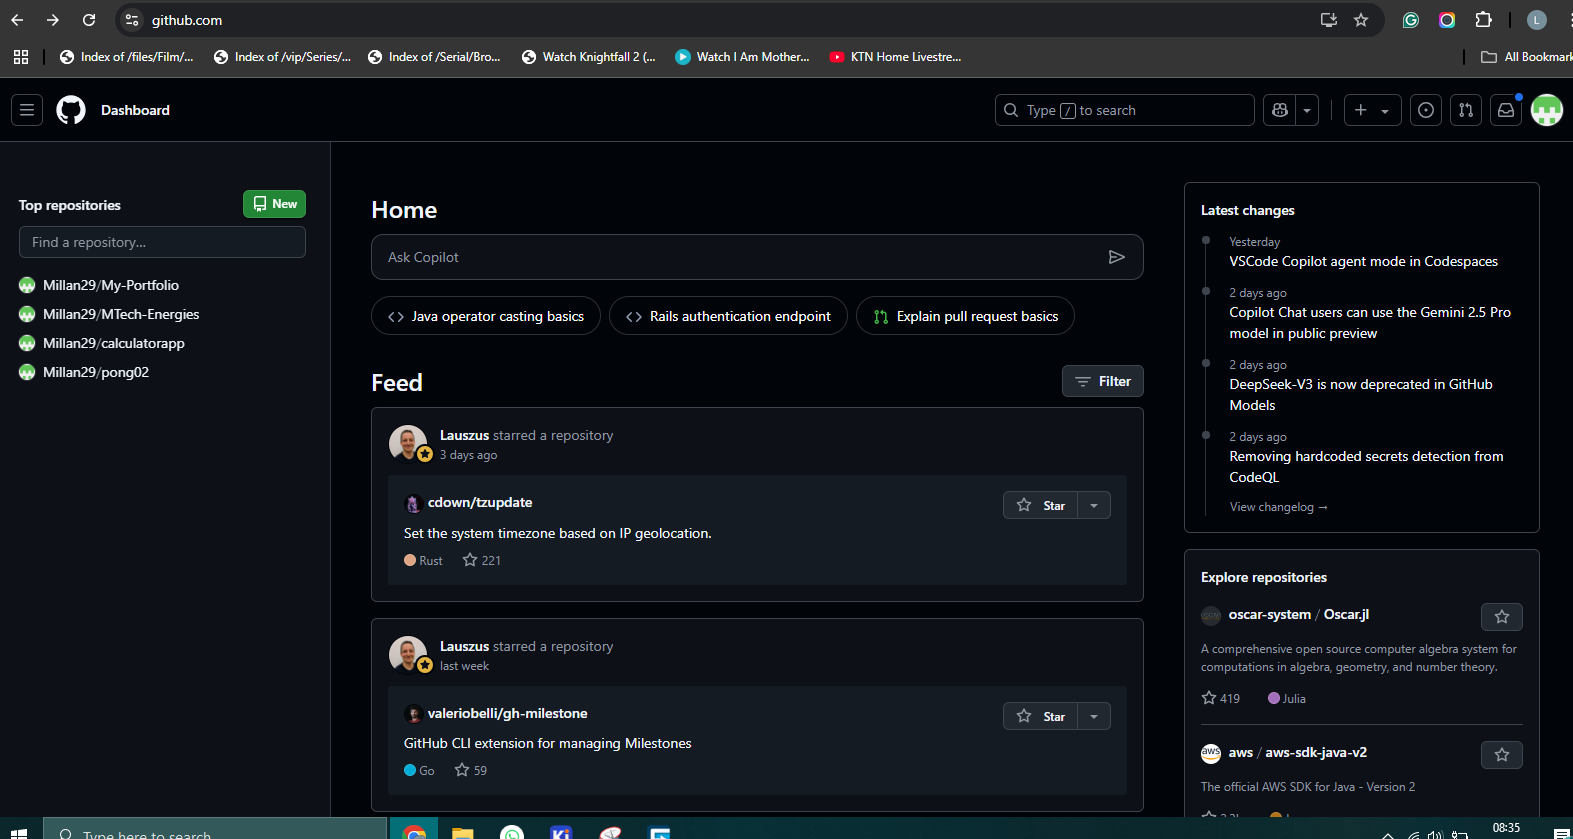 github.com
L
Index of /files/Film/...
Index of /vip/Series/...
Index of /Serial/Bro...
Watch Knightfall 2 (...
Watch I Am Mother...
KTN Home Livestre...
All Bookmark
Dashboard
Type / to search
Top repositories
New
Find a repository...
Millan29/My-Portfolio
Millan29/MTech-Energies
Millan29/calculatorapp
Millan29/pong02
Home
Ask Copilot
Java operator casting basics
Rails authentication endpoint
Explain pull request basics
Feed
Filter
Lauszus starred a repository
3 days ago
cdown/tzupdate
Star
Set the system timezone based on IP geolocation.
Rust
221
Lauszus starred a repository
last week
valeriobelli/gh-milestone
Star
GitHub CLI extension for managing Milestones
Go
59
Latest changes
Yesterday
VSCode Copilot agent mode in Codespaces
2 days ago
Copilot Chat users can use the Gemini 2.5 Pro
model in public preview
2 days ago
DeepSeek-V3 is now deprecated in GitHub
Models
2 days ago
Removing hardcoded secrets detection from
CodeQL
View changelog →
Explore repositories
oscar-system / Oscar.jl
A comprehensive open source computer algebra system for
computations in algebra, geometry, and number theory.
419
Julia
aws
aws / aws-sdk-java-v2
The official AWS SDK for Java - Version 2
Type here to search
Ki
08:35